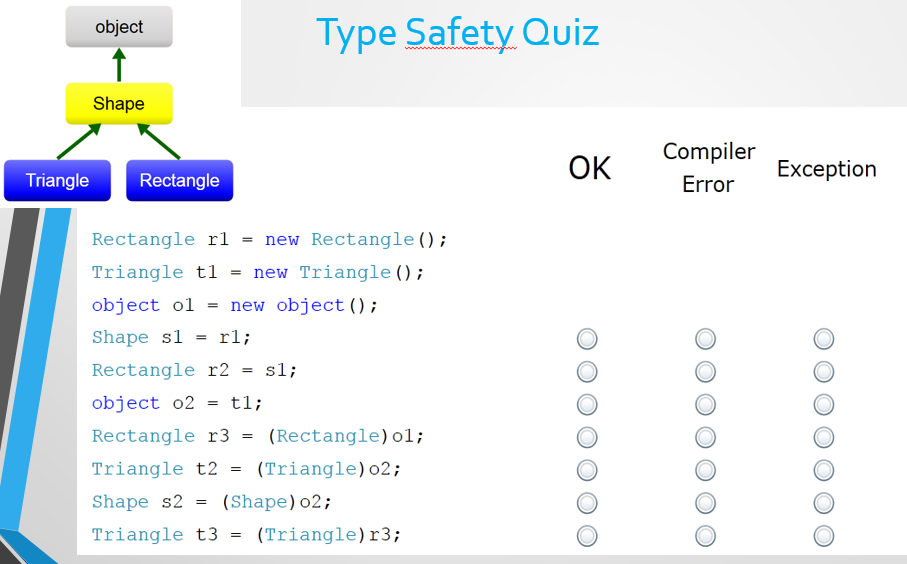 object
Type Safety Quiz
Shape
Triangle
Rectangle
OK
Compiler
Error
Exception
Rectangle r1 = new Rectangle();
Triangle t1 = new Triangle();
object o1 = new object();
Shape s1 = r1;
Rectangle r2 = s1;
object o2 = t1;
Rectangle r3 = (Rectangle)o1;
Triangle t2 = (Triangle)o2;
Shape s2 = (Shape)o2;
Triangle t3 = (Triangle)r3;